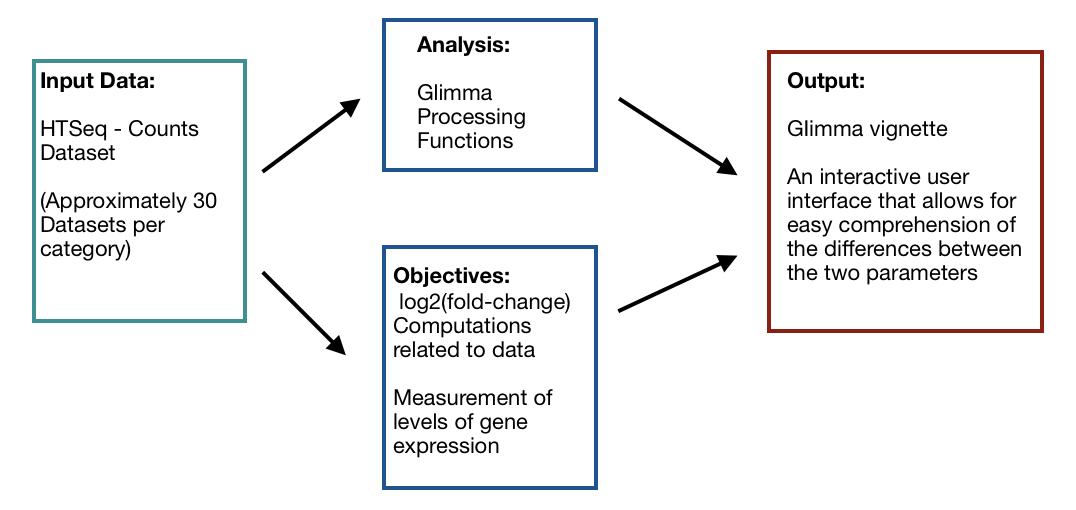 Input Data:
HTSeq - Counts
Dataset
(Approximately 30
Datasets per
category)
Analysis:
Glimma
Processing
Functions
Objectives:
log2(fold-change)
Computations
related to data
Measurement of
levels of gene
expression
Output:
Glimma vignette
An interactive user
interface that allows for
easy comprehension of
the differences between
the two parameters